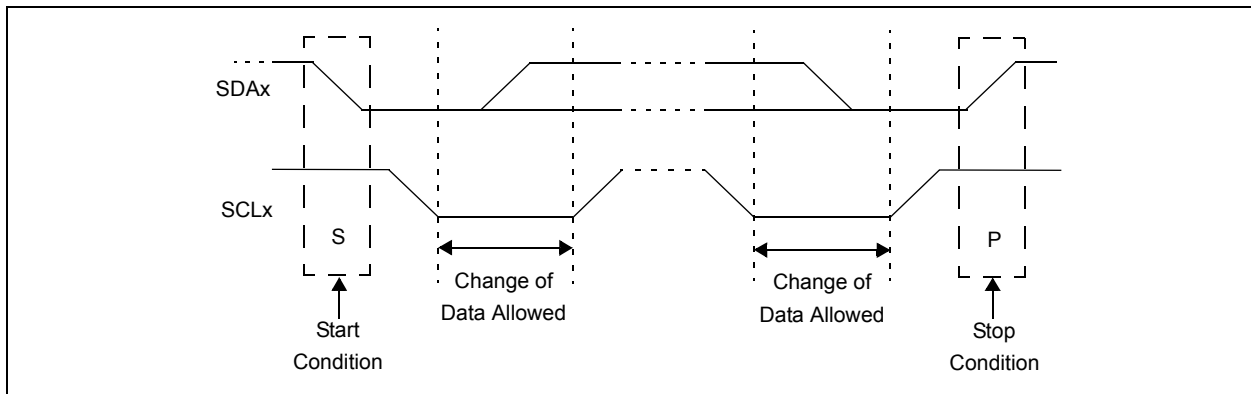 SDAx
SCLx
S
P
Change of
Data Allowed
Change of
Data Allowed
Start
Condition
Stop
Condition